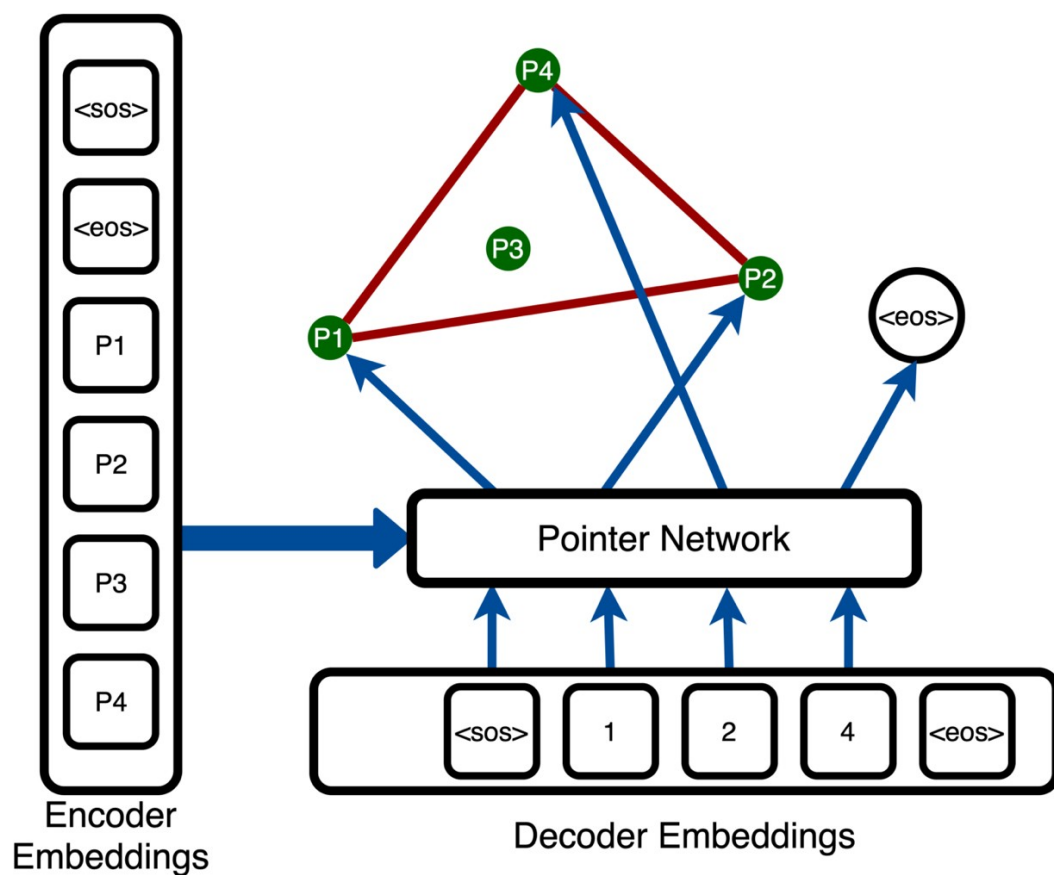 <sos>
<eos>
P1
P2
P3
P4
Encoder
Embeddings
P4
P3
P2
P1
<eos>
Pointer Network
<sos>
1
2
4
<eos>
Decoder Embeddings